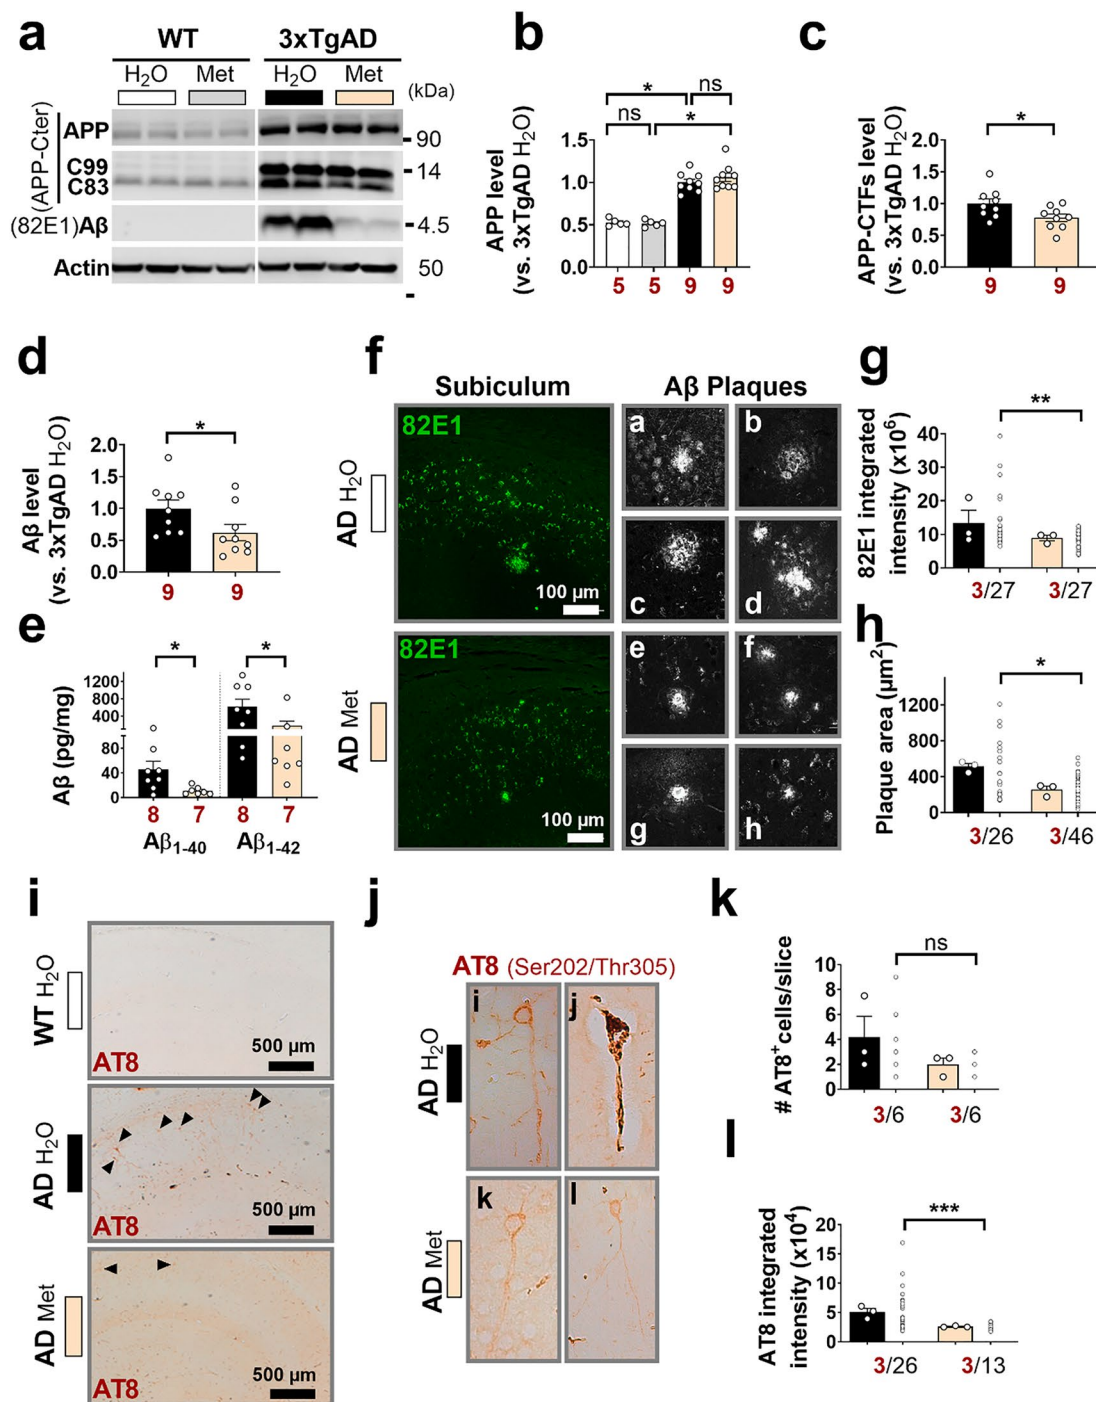 a
WT 3xTgAD
H₂O Met H₂O Met (kDa)
(APP-Cter)
APP 90
C99 14
C83
(82E1)Aβ 4.5
Actin 50
b
* ns
ns *
APP level
(vs. 3xTgAD H₂O)
1.5
1.0
0.5
0.0
5 5 9 9
c
*
APP-CTFs level
(vs. 3xTgAD H₂O)
2.0
1.5
1.0
0.5
0.0
9 9
d
*
Aβ level
(vs. 3xTgAD H₂O)
2.0
1.5
1.0
0.5
0.0
9 9
e
* *
Aβ (pg/mg)
1200
800
400
80
40
0
8 7 8 7
Aβ₁₋₄₀ Aβ₁₋₄₂
f
Subiculum Aβ Plaques
AD H₂O
82E1
100 µm
a b
c d
AD Met
82E1
100 µm
e f
g h
g
**
82E1 integrated
intensity (x10⁶)
40
30
20
10
0
3/27 3/27
h
*
Plaque area (µm²)
1200
800
400
0
3/26 3/46
i
WT H₂O
AT8
500 µm
AD H₂O
AT8
500 µm
AD Met
AT8
500 µm
j
AT8 (Ser202/Thr305)
AD H₂O
i j
AD Met
k l
k
ns
# AT8⁺cells/slice
10
8
6
4
2
0
3/6 3/6
l
***
AT8 integrated
intensity (x10⁴)
20
15
10
5
0
3/26 3/13